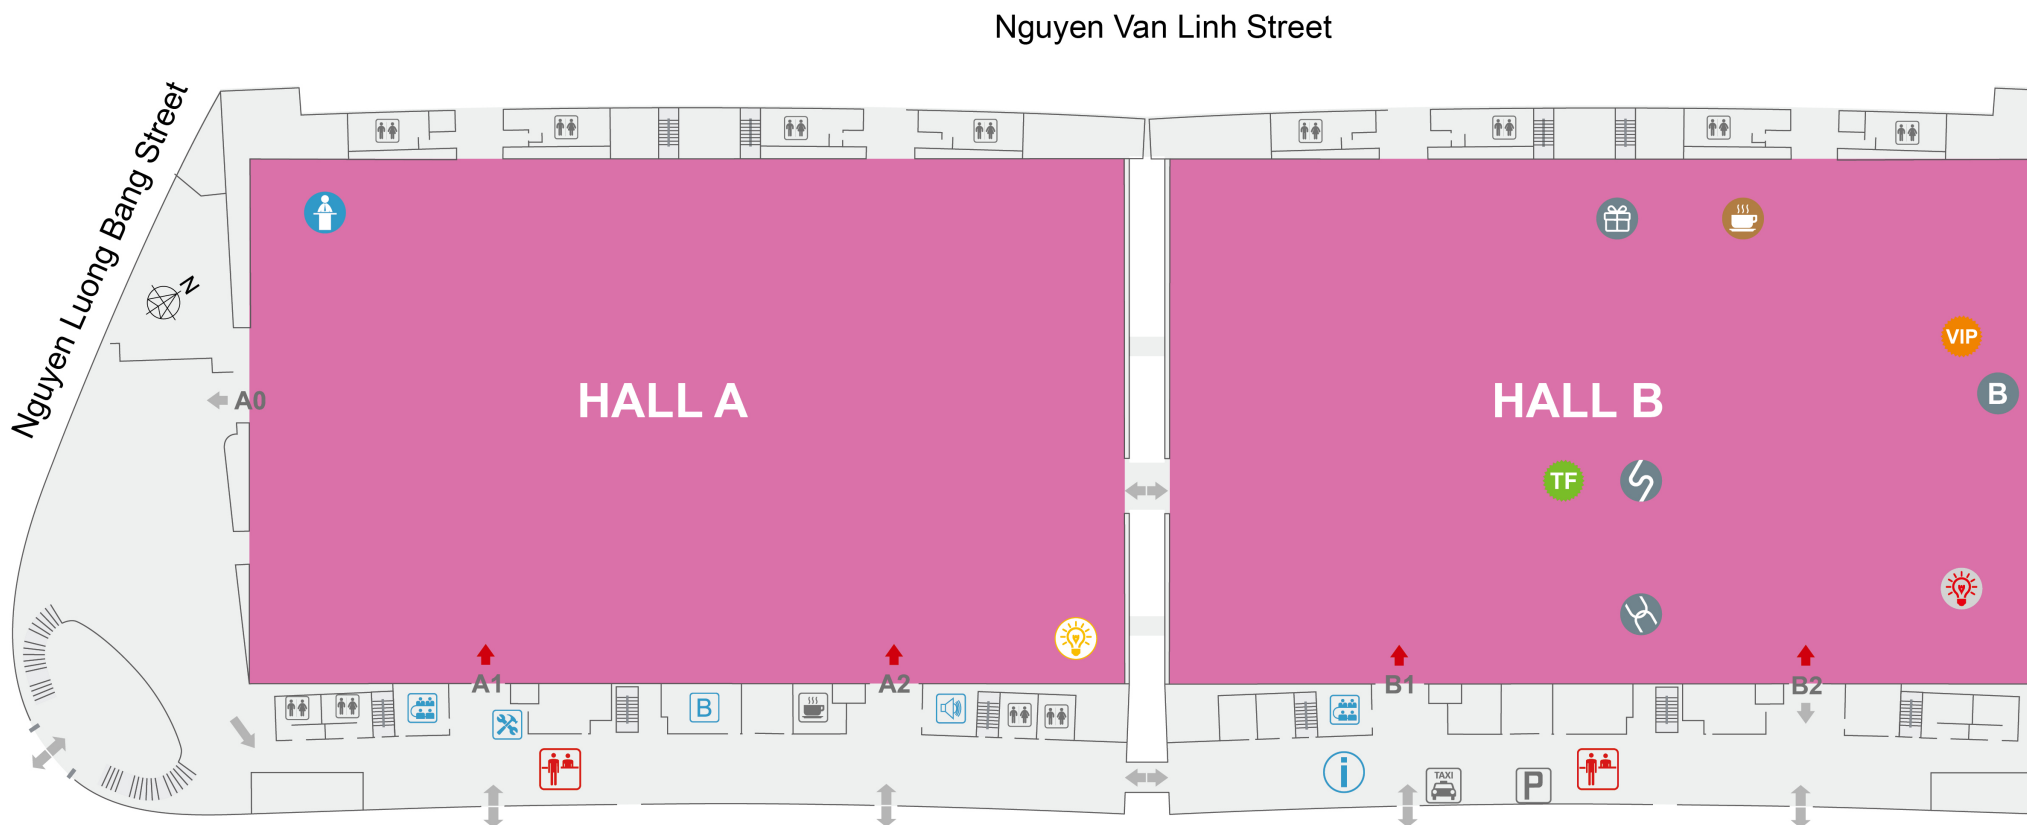 Nguyen Van Linh Street
Nguyen Luong Bang Street
N
VIP
A0
HALL A
HALL B
B
TF
A1
A2
B1
B2
B
TAXI
P
i